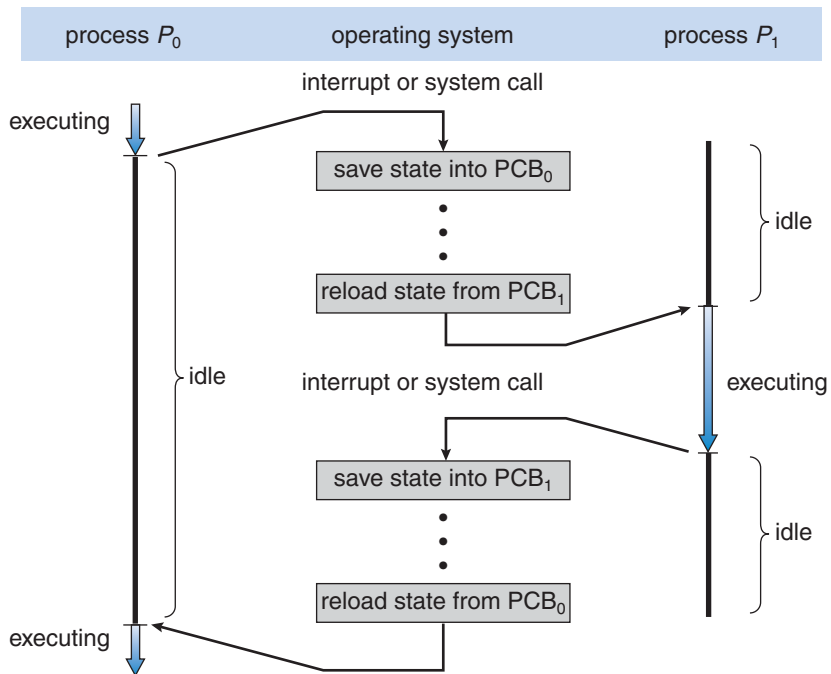 process P₀ operating system process P₁
interrupt or system call
executing
save state into PCB₀
idle
reload state from PCB₁
idle
interrupt or system call
executing
save state into PCB₁
idle
reload state from PCB₀
executing